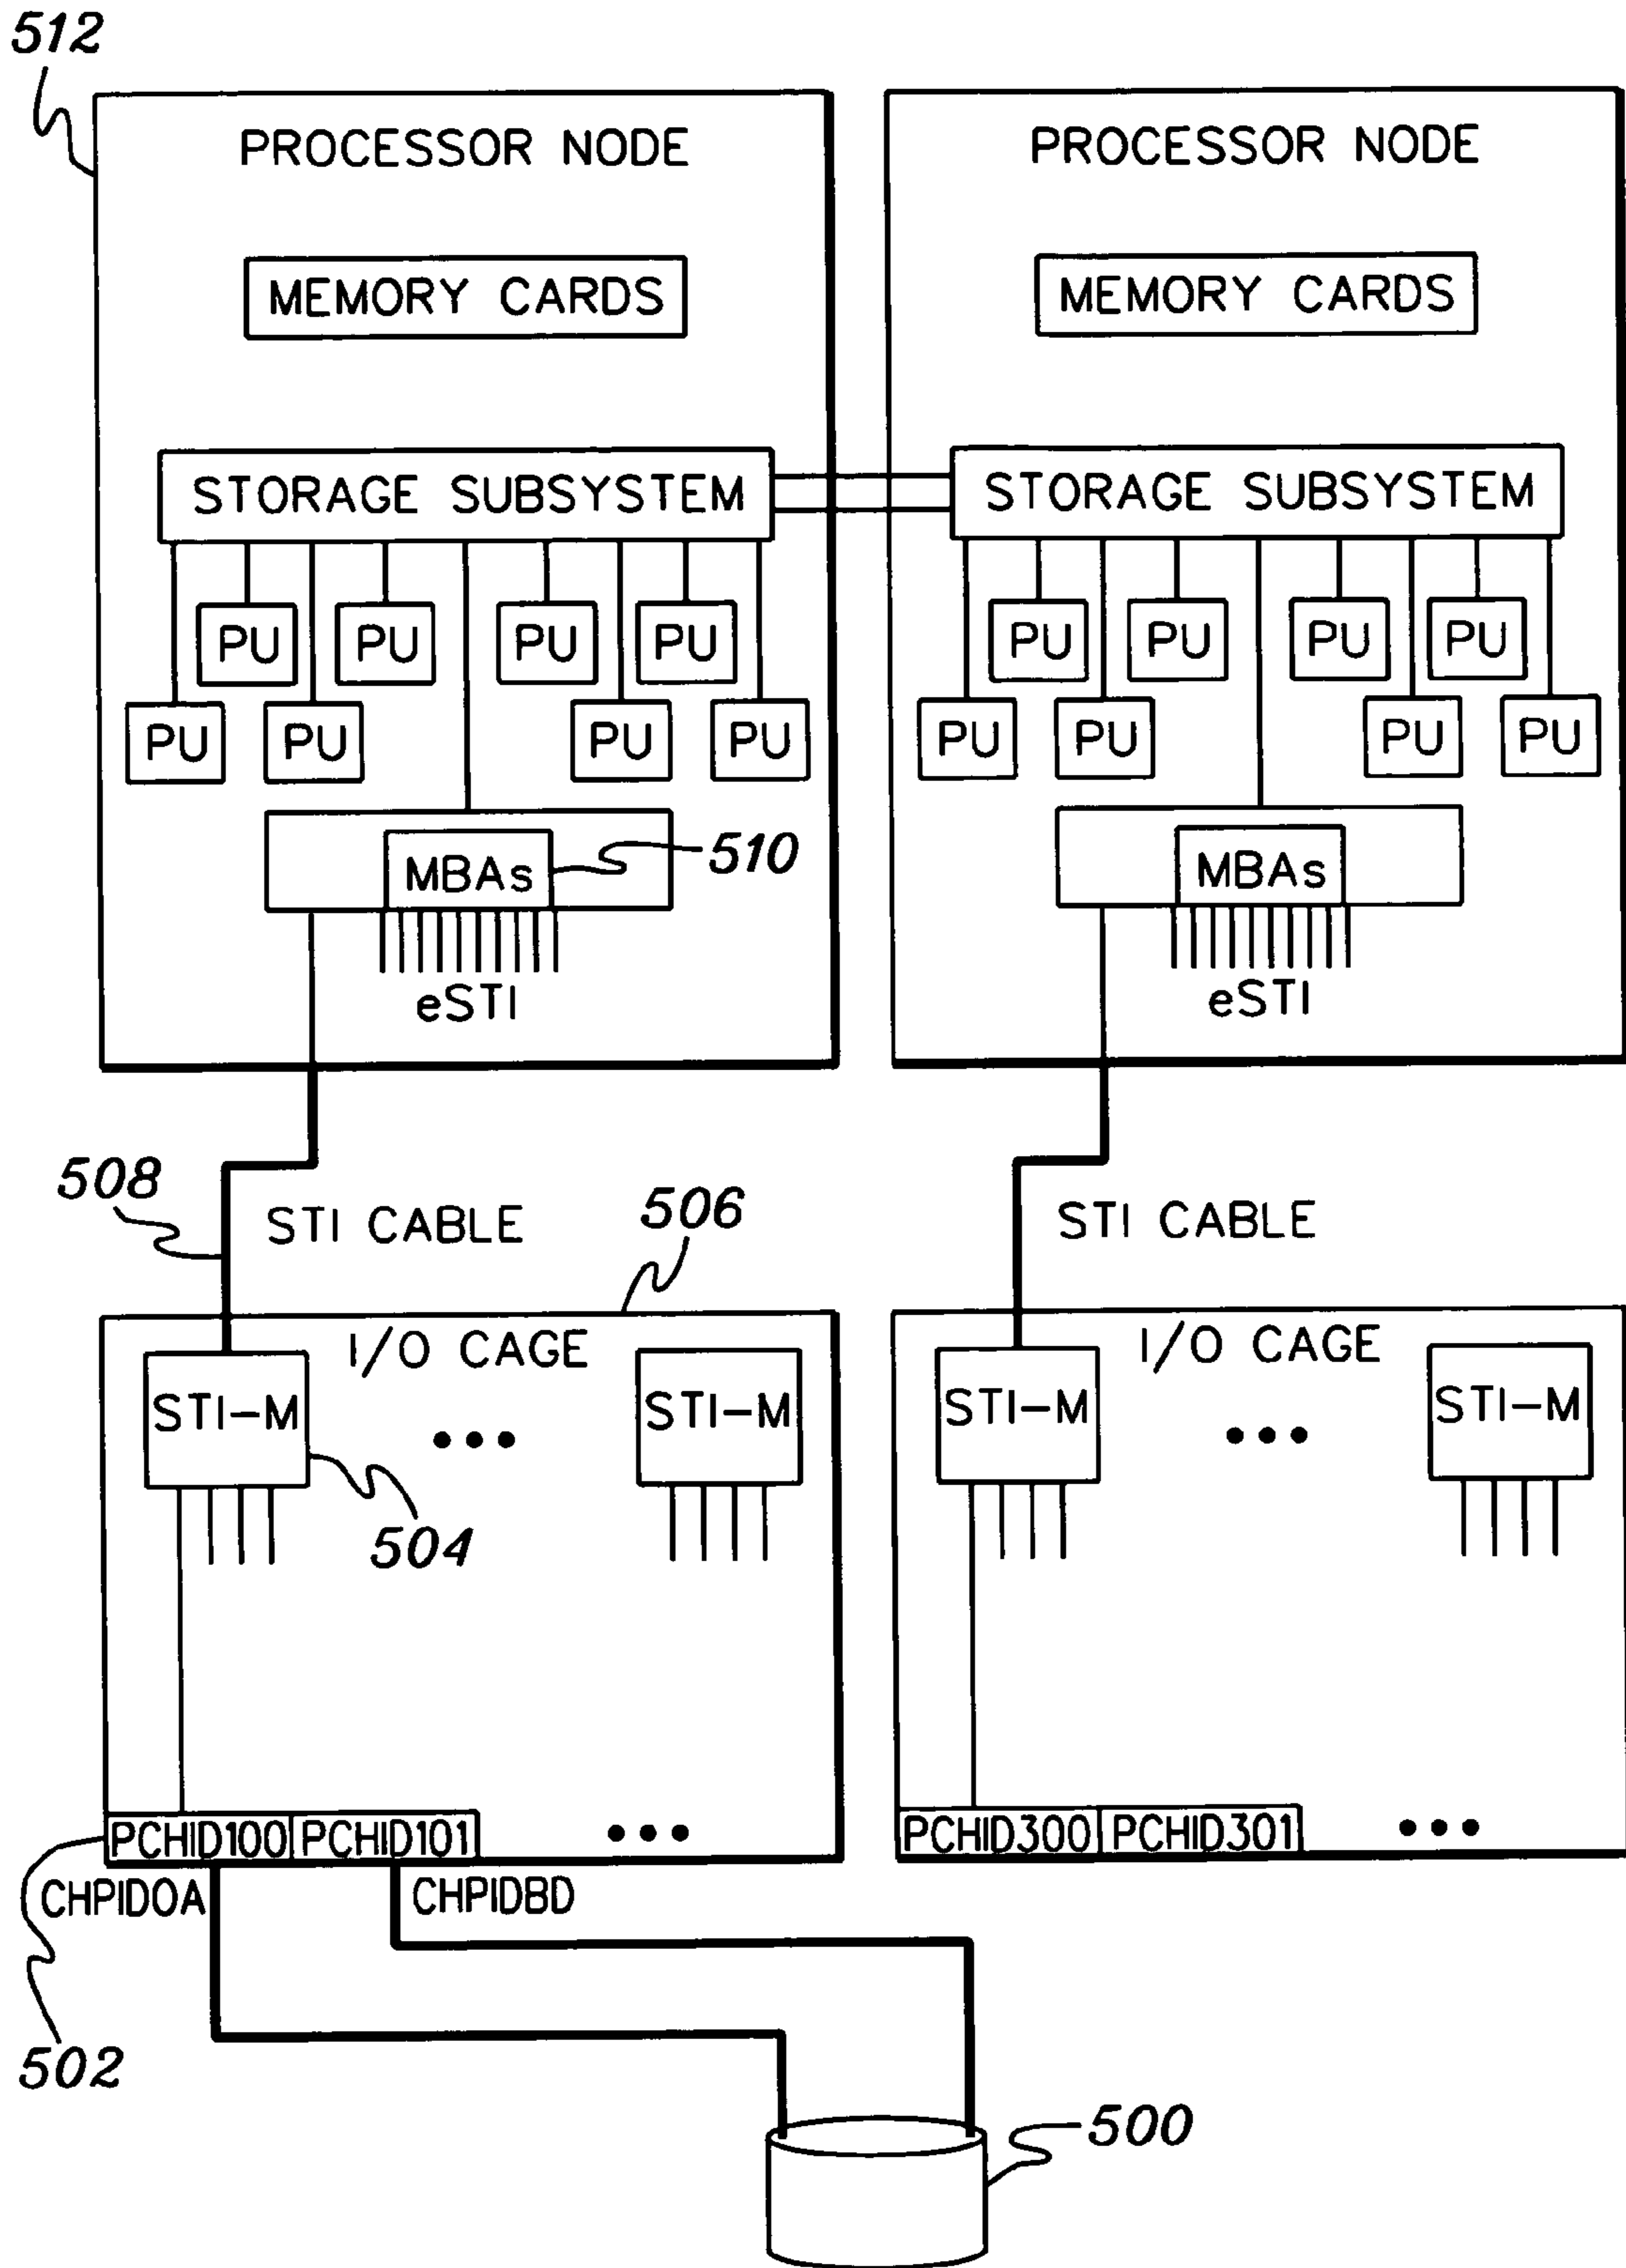 512
PROCESSOR NODE
PROCESSOR NODE
MEMORY CARDS
MEMORY CARDS
STORAGE SUBSYSTEM
STORAGE SUBSYSTEM
PU PU PU PU
PU PU PU PU
PU PU PU PU
PU PU PU PU
MBAs
510
MBAs
eSTI
eSTI
508
STI CABLE
506
STI CABLE
I/O CAGE
I/O CAGE
STI-M
•••
STI-M
STI-M
•••
STI-M
504
PCHID100 PCHID101
•••
PCHID300 PCHID301
•••
CHPID0A
CHPIDBD
502
500